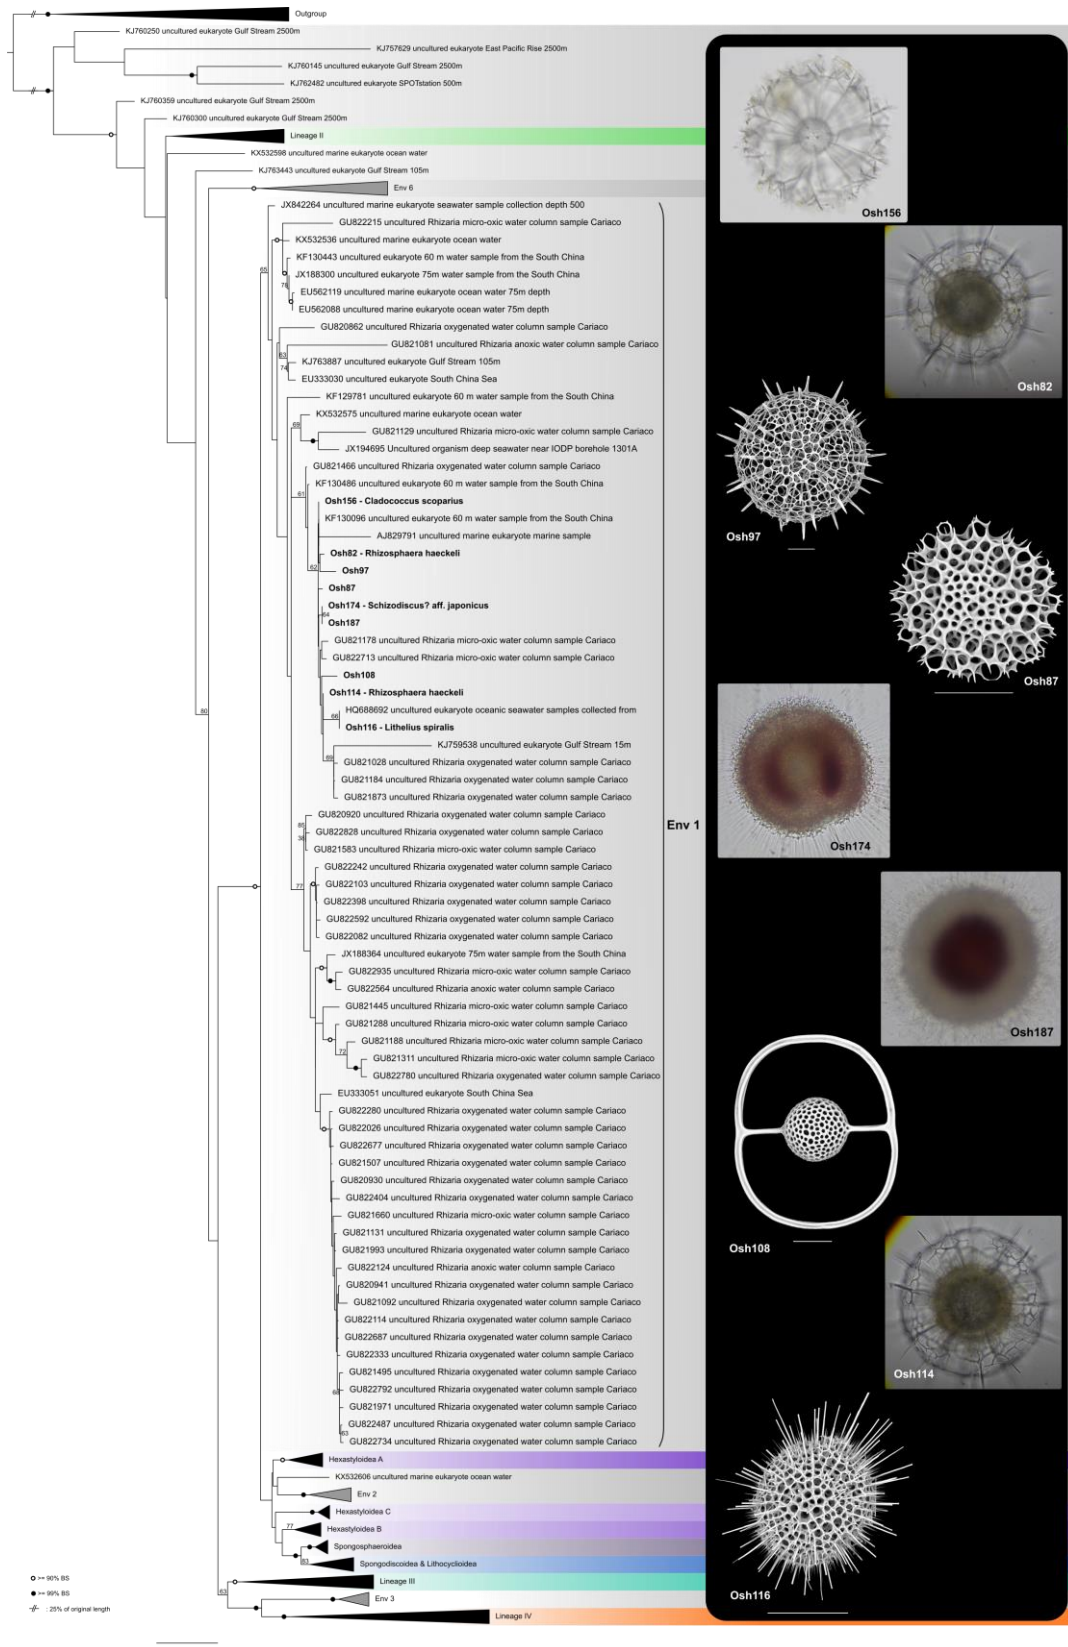 Outgroup
KJ760250 uncultured eukaryote Gulf Stream 2500m
KJ757629 uncultured eukaryote East Pacific Rise 2500m
KJ760145 uncultured eukaryote Gulf Stream 2500m
KJ762482 uncultured eukaryote SPOTstation 500m
KJ760359 uncultured eukaryote Gulf Stream 2500m
KJ760300 uncultured eukaryote Gulf Stream 2500m
Lineage II
KX532598 uncultured marine eukaryote ocean water
KJ763443 uncultured eukaryote Gulf Stream 105m
Env 6
JX842264 uncultured marine eukaryote seawater sample collection depth 500
GU822215 uncultured Rhizaria micro-oxic water column sample Cariaco
KX532536 uncultured marine eukaryote ocean water
KF130443 uncultured eukaryote 60 m water sample from the South China
65
JX188300 uncultured eukaryote 75m water sample from the South China
EU562119 uncultured marine eukaryote ocean water 75m depth
EU562088 uncultured marine eukaryote ocean water 75m depth
GU820862 uncultured Rhizaria oxygenated water column sample Cariaco
GU821081 uncultured Rhizaria anoxic water column sample Cariaco
63
KJ763887 uncultured eukaryote Gulf Stream 105m
74
EU333030 uncultured eukaryote South China Sea
KF129781 uncultured eukaryote 60 m water sample from the South China
KX532575 uncultured marine eukaryote ocean water
69
GU821129 uncultured Rhizaria micro-oxic water column sample Cariaco
JX194695 Uncultured organism deep seawater near IODP borehole 1301A
GU821466 uncultured Rhizaria oxygenated water column sample Cariaco
KF130486 uncultured eukaryote 60 m water sample from the South China
61
Osh156 - Cladococcus scoparius
KF130096 uncultured eukaryote 60 m water sample from the South China
AJ829791 uncultured marine eukaryote marine sample
Osh82 - Rhizosphaera haeckeli
62
Osh97
Osh87
Osh174 - Schizodiscus? aff. japonicus
64
Osh187
GU821178 uncultured Rhizaria micro-oxic water column sample Cariaco
GU822713 uncultured Rhizaria micro-oxic water column sample Cariaco
Osh108
Osh114 - Rhizosphaera haeckeli
HQ688692 uncultured eukaryote oceanic seawater samples collected from
66
Osh116 - Lithelius spiralis
80
KJ759538 uncultured eukaryote Gulf Stream 15m
89
GU821028 uncultured Rhizaria oxygenated water column sample Cariaco
GU821184 uncultured Rhizaria oxygenated water column sample Cariaco
GU821873 uncultured Rhizaria oxygenated water column sample Cariaco
GU820920 uncultured Rhizaria oxygenated water column sample Cariaco
Env 1
GU822828 uncultured Rhizaria oxygenated water column sample Cariaco
GU821583 uncultured Rhizaria micro-oxic water column sample Cariaco
GU822242 uncultured Rhizaria oxygenated water column sample Cariaco
77
GU822103 uncultured Rhizaria oxygenated water column sample Cariaco
GU822398 uncultured Rhizaria oxygenated water column sample Cariaco
GU822592 uncultured Rhizaria oxygenated water column sample Cariaco
GU822082 uncultured Rhizaria oxygenated water column sample Cariaco
JX188364 uncultured eukaryote 75m water sample from the South China
GU822935 uncultured Rhizaria micro-oxic water column sample Cariaco
GU822564 uncultured Rhizaria anoxic water column sample Cariaco
GU821445 uncultured Rhizaria micro-oxic water column sample Cariaco
GU821288 uncultured Rhizaria micro-oxic water column sample Cariaco
GU821188 uncultured Rhizaria micro-oxic water column sample Cariaco
72
GU821311 uncultured Rhizaria micro-oxic water column sample Cariaco
GU822780 uncultured Rhizaria oxygenated water column sample Cariaco
EU333051 uncultured eukaryote South China Sea
GU822280 uncultured Rhizaria oxygenated water column sample Cariaco
GU822026 uncultured Rhizaria oxygenated water column sample Cariaco
GU822677 uncultured Rhizaria oxygenated water column sample Cariaco
GU821507 uncultured Rhizaria oxygenated water column sample Cariaco
GU820930 uncultured Rhizaria oxygenated water column sample Cariaco
GU822404 uncultured Rhizaria oxygenated water column sample Cariaco
GU821660 uncultured Rhizaria micro-oxic water column sample Cariaco
GU821131 uncultured Rhizaria oxygenated water column sample Cariaco
GU821993 uncultured Rhizaria oxygenated water column sample Cariaco
GU822124 uncultured Rhizaria anoxic water column sample Cariaco
GU820941 uncultured Rhizaria oxygenated water column sample Cariaco
GU821092 uncultured Rhizaria oxygenated water column sample Cariaco
GU822114 uncultured Rhizaria oxygenated water column sample Cariaco
GU822687 uncultured Rhizaria oxygenated water column sample Cariaco
GU822333 uncultured Rhizaria oxygenated water column sample Cariaco
GU821495 uncultured Rhizaria oxygenated water column sample Cariaco
GU822792 uncultured Rhizaria oxygenated water column sample Cariaco
GU821971 uncultured Rhizaria oxygenated water column sample Cariaco
GU822487 uncultured Rhizaria oxygenated water column sample Cariaco
63
GU822734 uncultured Rhizaria oxygenated water column sample Cariaco
Hexastyloidea A
KX532606 uncultured marine eukaryote ocean water
Env 2
Hexastyloidea C
77
Hexastyloidea B
Spongosphaeroidea
83
Spongodiscoidea & Lithocyclioidea
Lineage III
63
Env 3
Lineage IV
>= 90% BS
>= 99% BS
: 25% of original length
Osh156
Osh82
Osh97
Osh87
Osh174
Osh187
Osh108
Osh114
Osh116